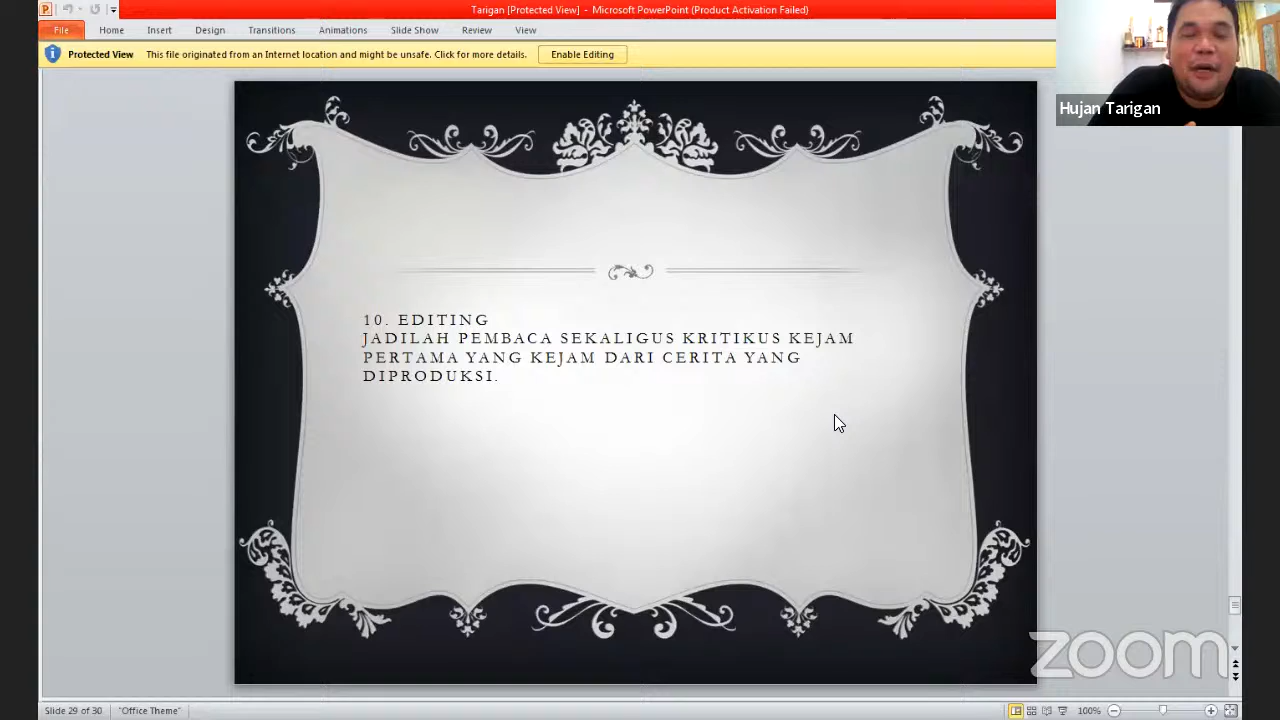 Tarigan [Protected View] - Microsoft PowerPoint (Product Activation Failed)
File Home Insert Design Transitions Animations Slide Show Review View
Protected View This file originated from an Internet location and might be unsafe. Click for more details. Enable Editing
Hujan Tarigan
10. EDITING
JADILAH PEMBACA SEKALIGUS KRITIKUS KEJAM
PERTAMA YANG KEJAM DARI CERITA YANG
DIPRODUKSI.
zoom
Slide 29 of 30 "Office Theme" 100%